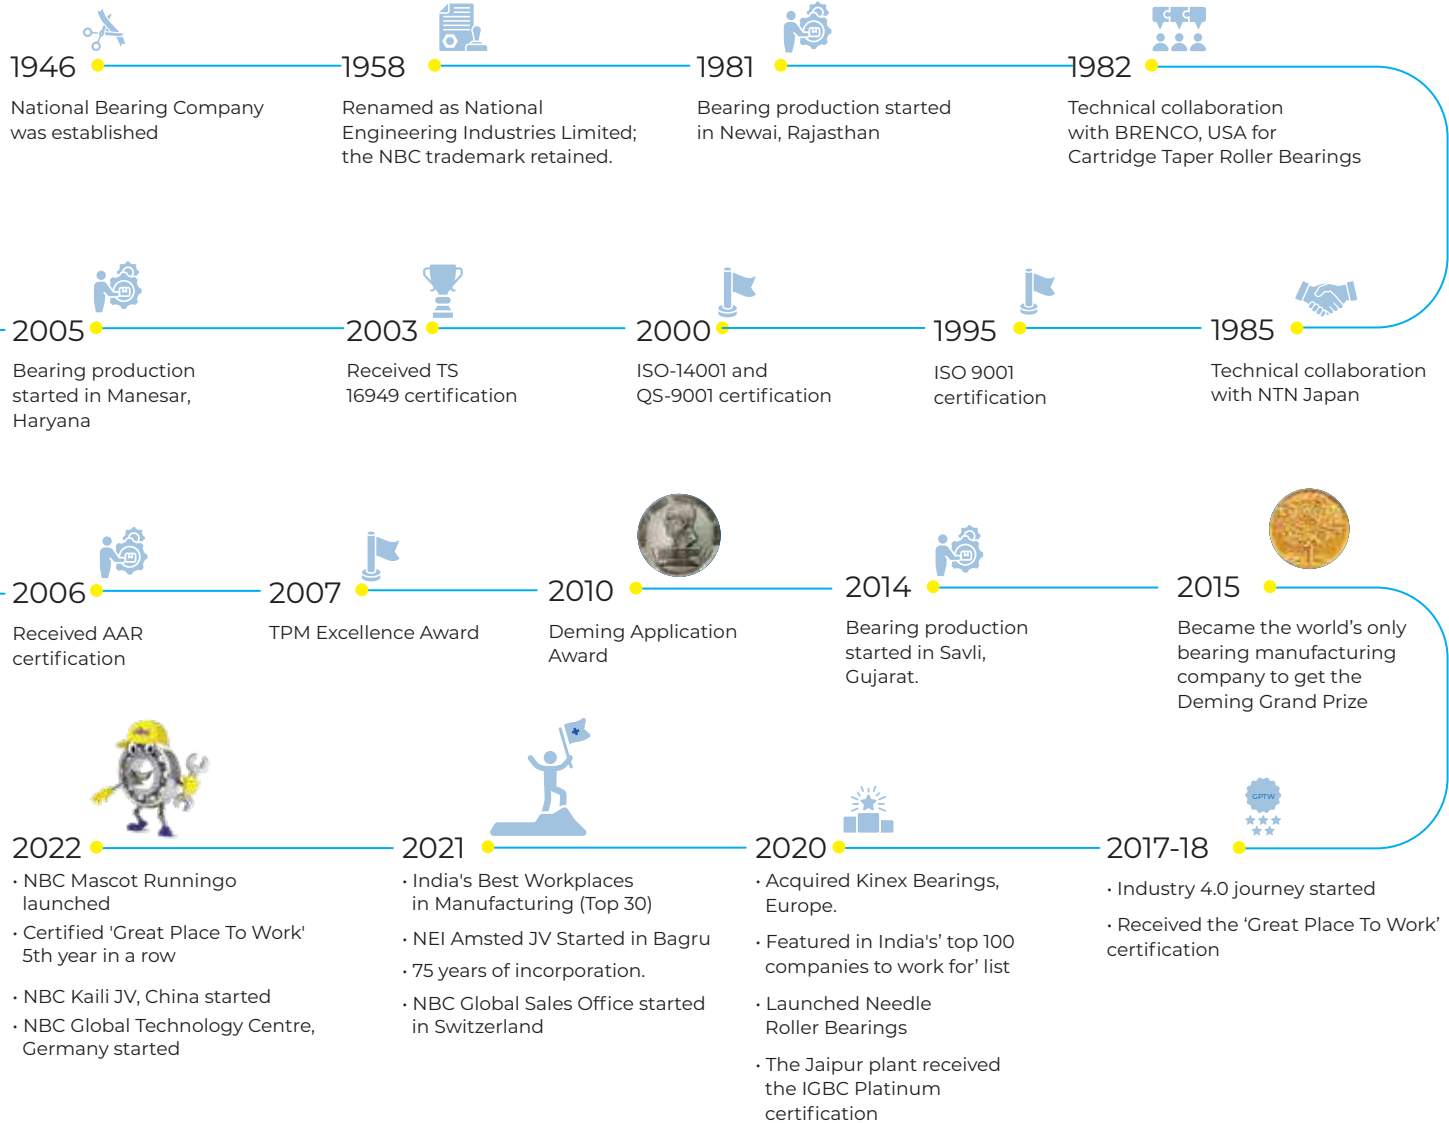 1946
National Bearing Company
was established
1958
Renamed as National
Engineering Industries Limited;
the NBC trademark retained.
1981
Bearing production started
in Newai, Rajasthan
1982
Technical collaboration
with BRENCO, USA for
Cartridge Taper Roller Bearings
2005
Bearing production
started in Manesar,
Haryana
2003
Received TS
16949 certification
2000
ISO-14001 and
QS-9001 certification
1995
ISO 9001
certification
1985
Technical collaboration
with NTN Japan
2006
Received AAR
certification
2007
TPM Excellence Award
2010
Deming Application
Award
2014
Bearing production
started in Savli,
Gujarat.
2015
Became the world’s only
bearing manufacturing
company to get the
Deming Grand Prize
2022
• NBC Mascot Runningo
launched
• Certified 'Great Place To Work'
5th year in a row
• NBC Kaili JV, China started
• NBC Global Technology Centre,
Germany started
2021
• India's Best Workplaces
in Manufacturing (Top 30)
• NEI Amsted JV Started in Bagru
• 75 years of incorporation.
• NBC Global Sales Office started
in Switzerland
2020
• Acquired Kinex Bearings,
Europe.
• Featured in India's’ top 100
companies to work for’ list
• Launched Needle
Roller Bearings
• The Jaipur plant received
the IGBC Platinum
certification
GPTW
2017-18
• Industry 4.0 journey started
• Received the ‘Great Place To Work’
certification